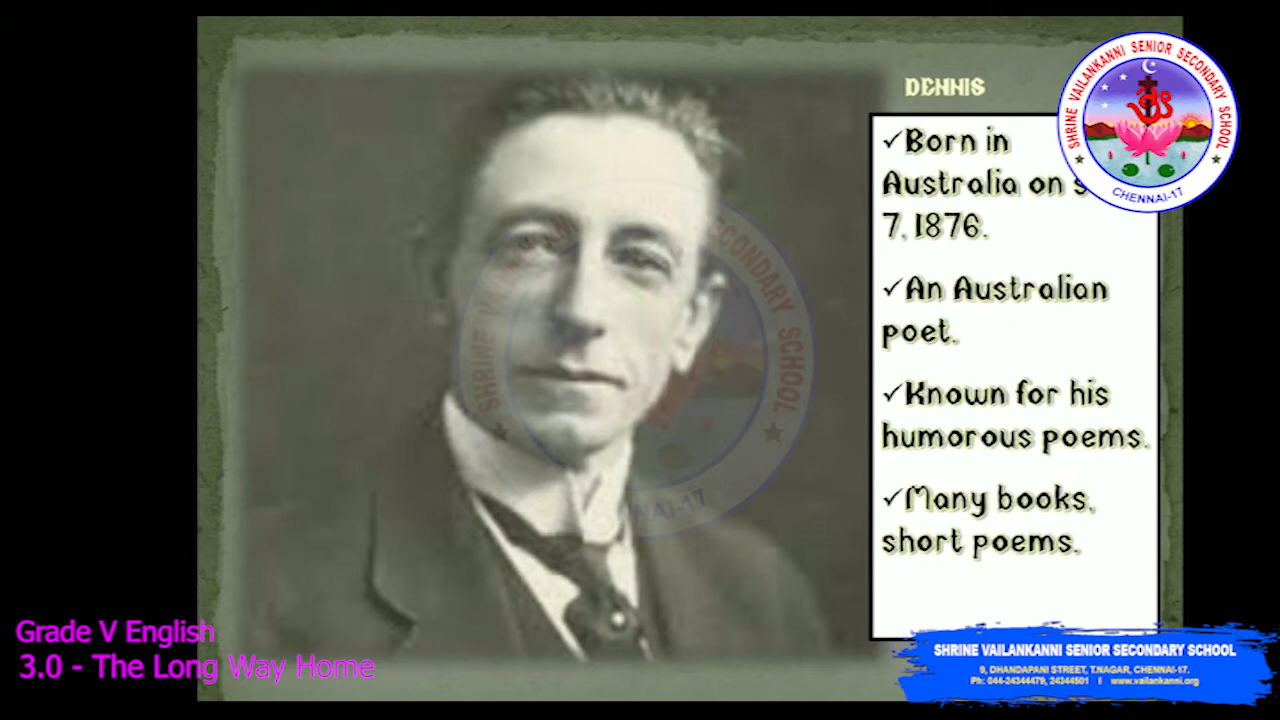 DENNIS
✓Born in
Australia on
7, 1876.
✓An Australian
poet.
✓Known for his
humorous poems.
✓Many books,
short poems.
SHRINE VAILANKANNI SENIOR SECONDARY SCHOOL
CHENNAI-17
SHRINE VAILANKANNI SENIOR SECONDARY SCHOOL
9, DHANDAPANI STREET, T.NAGAR, CHENNAI-17.
Ph: 044-24344479, 24344501 | www.vailankanni.org
Grade V English
3.0 - The Long Way Home